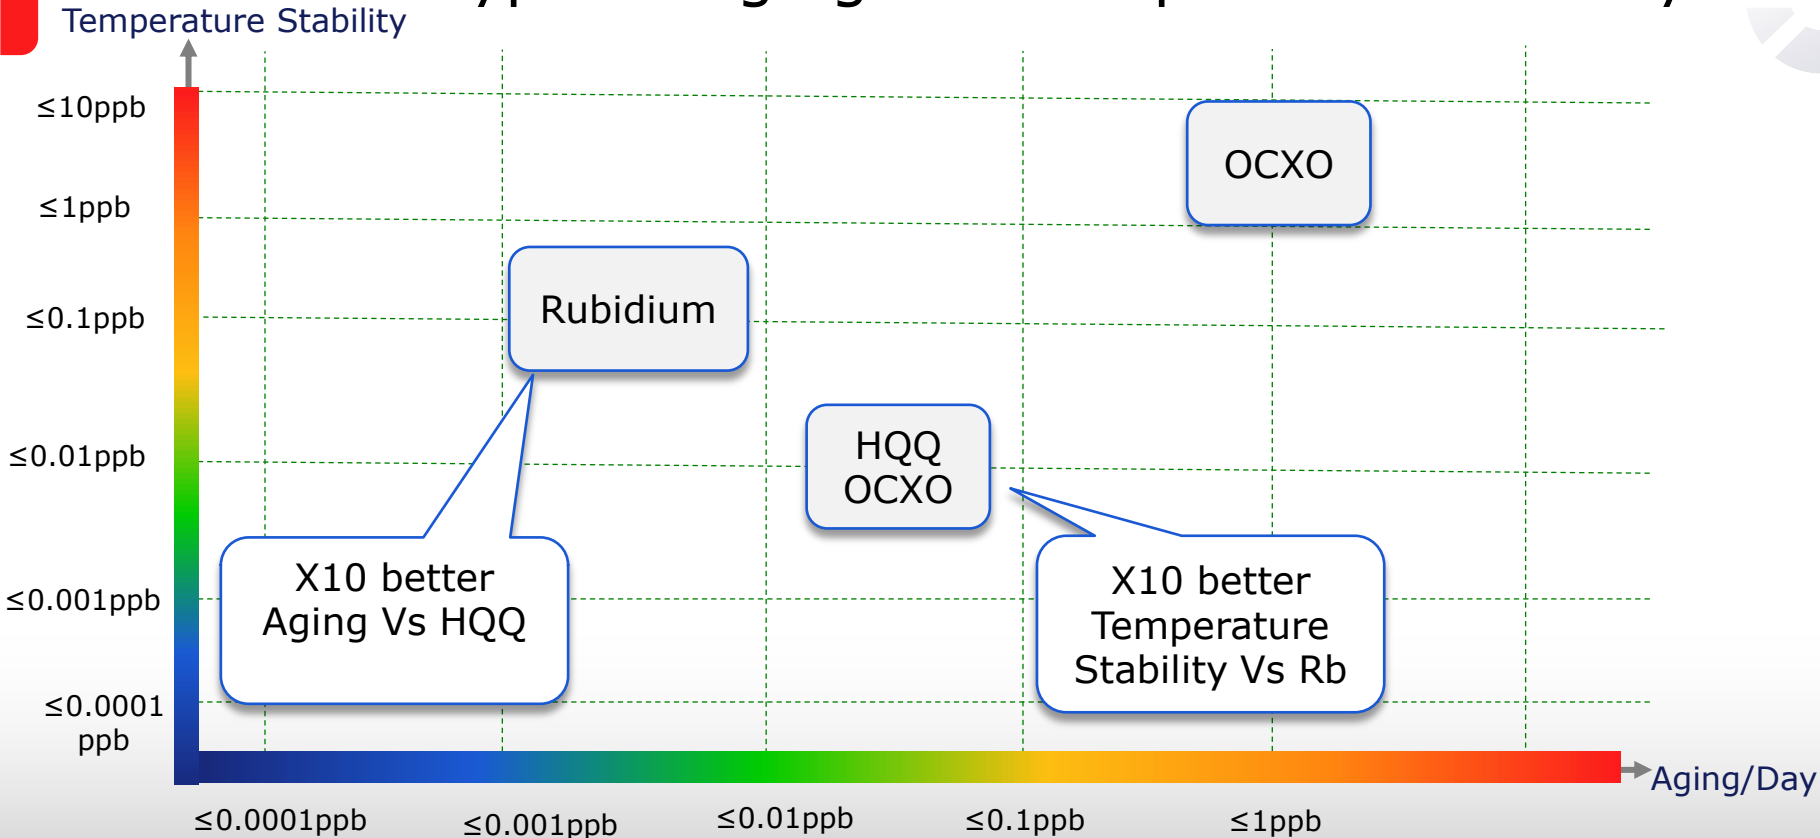 Temperature Stability
≤10ppb
≤1ppb
≤0.1ppb
≤0.01ppb
≤0.001ppb
≤0.0001
ppb
OCXO
Rubidium
HQQ
OCXO
X10 better
Aging Vs HQQ
X10 better
Temperature
Stability Vs Rb
Aging/Day
≤0.0001ppb
≤0.001ppb
≤0.01ppb
≤0.1ppb
≤1ppb